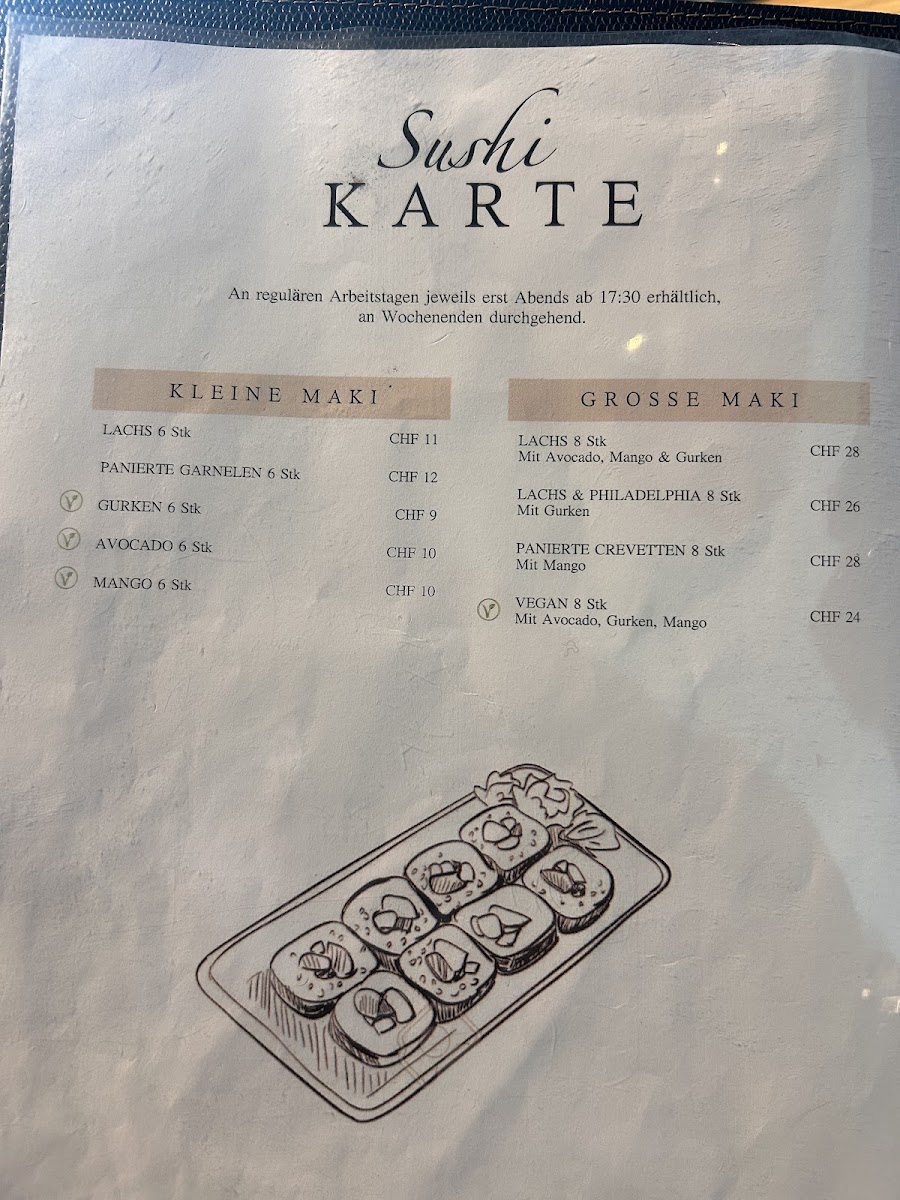 Sushi
KARTE
An regulären Arbeitstagen jeweils erst Abends ab 17:30 erhältlich,
an Wochenenden durchgehend.
KLEINE MAKI
LACHS 6 Stk CHF 11
PANIERTE GARNELEN 6 Stk CHF 12
GURKEN 6 Stk CHF 9
AVOCADO 6 Stk CHF 10
MANGO 6 Stk CHF 10
GROSSE MAKI
LACHS 8 Stk
Mit Avocado, Mango & Gurken CHF 28
LACHS & PHILADELPHIA 8 Stk
Mit Gurken CHF 26
PANIERTE CREVETTEN 8 Stk
Mit Mango CHF 28
VEGAN 8 Stk
Mit Avocado, Gurken, Mango CHF 24